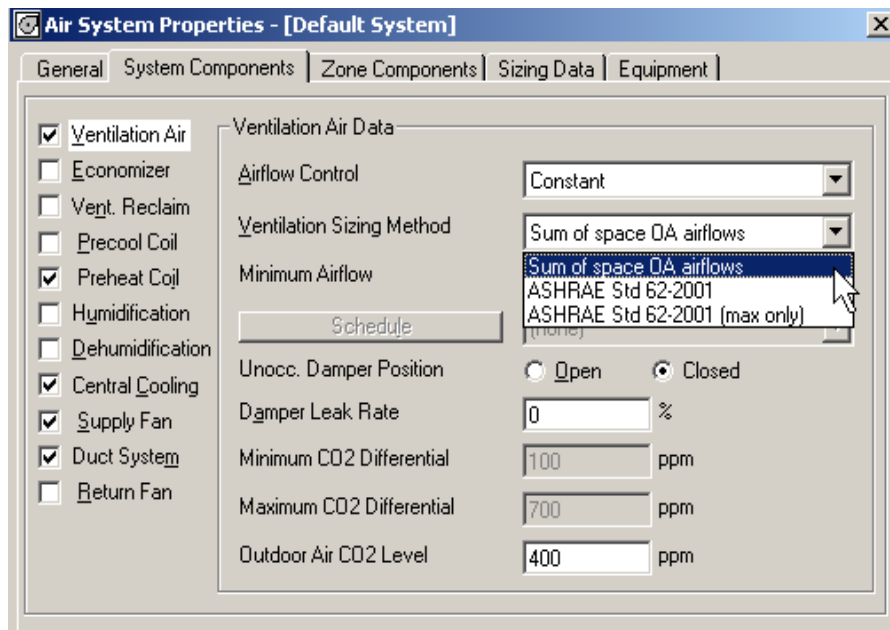 Air System Properties - [Default System]
General System Components Zone Components Sizing Data Equipment
Ventilation Air
Economizer
Vent. Reclaim
Precool Coil
Preheat Coil
Humidification
Dehumidification
Central Cooling
Supply Fan
Duct System
Return Fan
Ventilation Air Data
Airflow Control Constant
Ventilation Sizing Method Sum of space OA airflows
Sum of space OA airflows
ASHRAE Std 62-2001
ASHRAE Std 62-2001 (max only)
Minimum Airflow
Schedule (none)
Unocc. Damper Position Open Closed
Damper Leak Rate 0 %
Minimum CO2 Differential 100 ppm
Maximum CO2 Differential 700 ppm
Outdoor Air CO2 Level 400 ppm